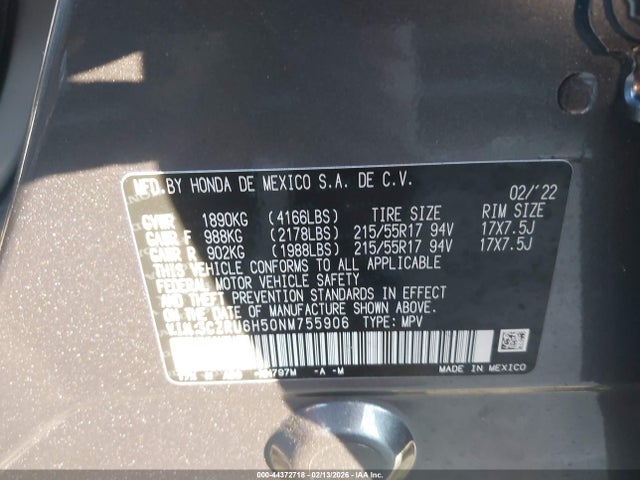 MFD. BY HONDA DE MEXICO S.A. DE C.V. 02/'22
GVWR 1890KG (4166LBS) TIRE SIZE RIM SIZE
GAWR F 988KG (2178LBS) 215/55R17 94V 17X7.5J
GAWR R 902KG (1988LBS) 215/55R17 94V 17X7.5J
THIS VEHICLE CONFORMS TO ALL APPLICABLE
FEDERAL MOTOR VEHICLE SAFETY
AND THEFT PREVENTION STANDARDS IN EFFECT
ON THE DATE OF MANUFACTURE SHOWN ABOVE.
V.I.N. 3CZRU6H50NM755906 TYPE: MPV
-A -M MADE IN MEXICO
000-44372718 | 02/13/2026 | Copyright: IAA, Inc.